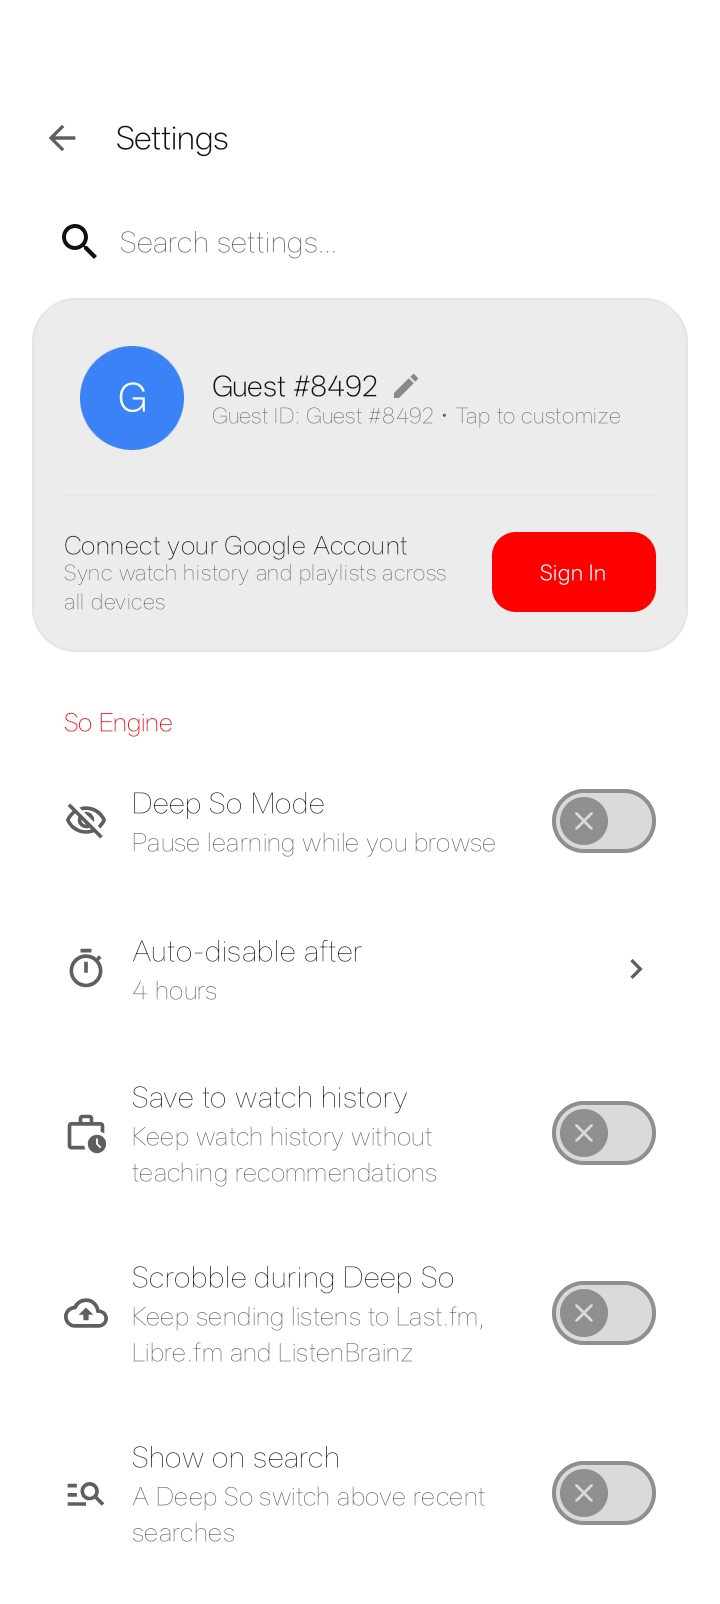 Settings
Search settings...
G
Guest #8492
Guest ID: Guest #8492 • Tap to customize
Connect your Google Account
Sync watch history and playlists across
all devices
Sign In
So Engine
Deep So Mode
Pause learning while you browse
Auto-disable after
4 hours
Save to watch history
Keep watch history without
teaching recommendations
Scrobble during Deep So
Keep sending listens to Last.fm,
Libre.fm and ListenBrainz
Show on search
A Deep So switch above recent
searches